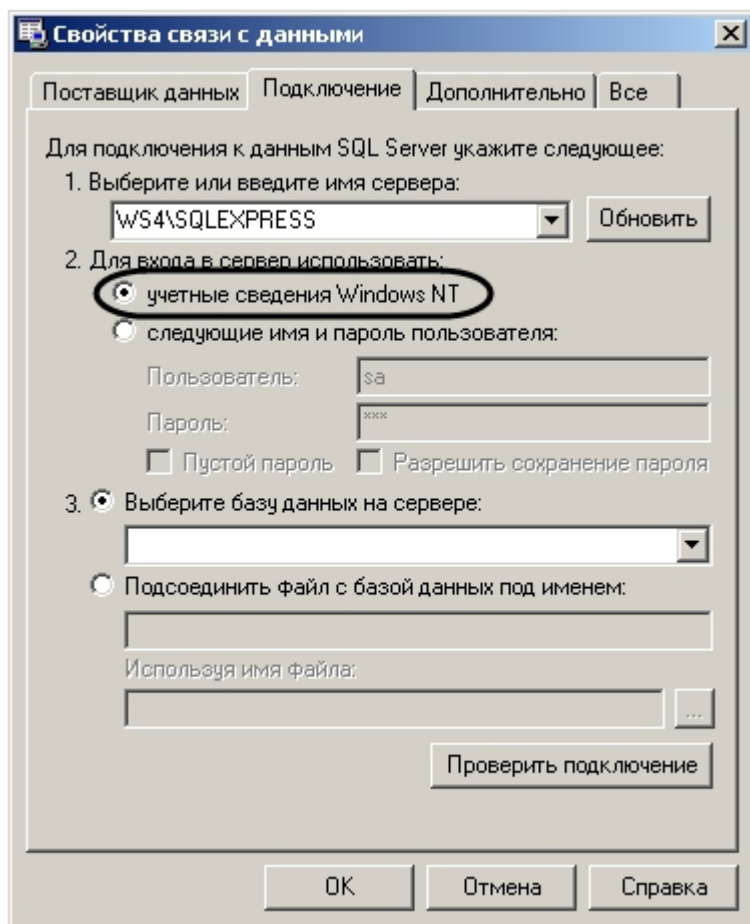 Свойства связи с данными
Поставщик данных Подключение Дополнительно Все
Для подключения к данным SQL Server укажите следующее:
1. Выберите или введите имя сервера:
WS4\SQLEXPRESS Обновить
2. Для входа в сервер использовать:
учетные сведения Windows NT
следующие имя и пароль пользователя:
Пользователь: sa
Пароль: ***
Пустой пароль Разрешить сохранение пароля
3. Выберите базу данных на сервере:
Подсоединить файл с базой данных под именем:
Используя имя файла:
...
Проверить подключение
OK Отмена Справка